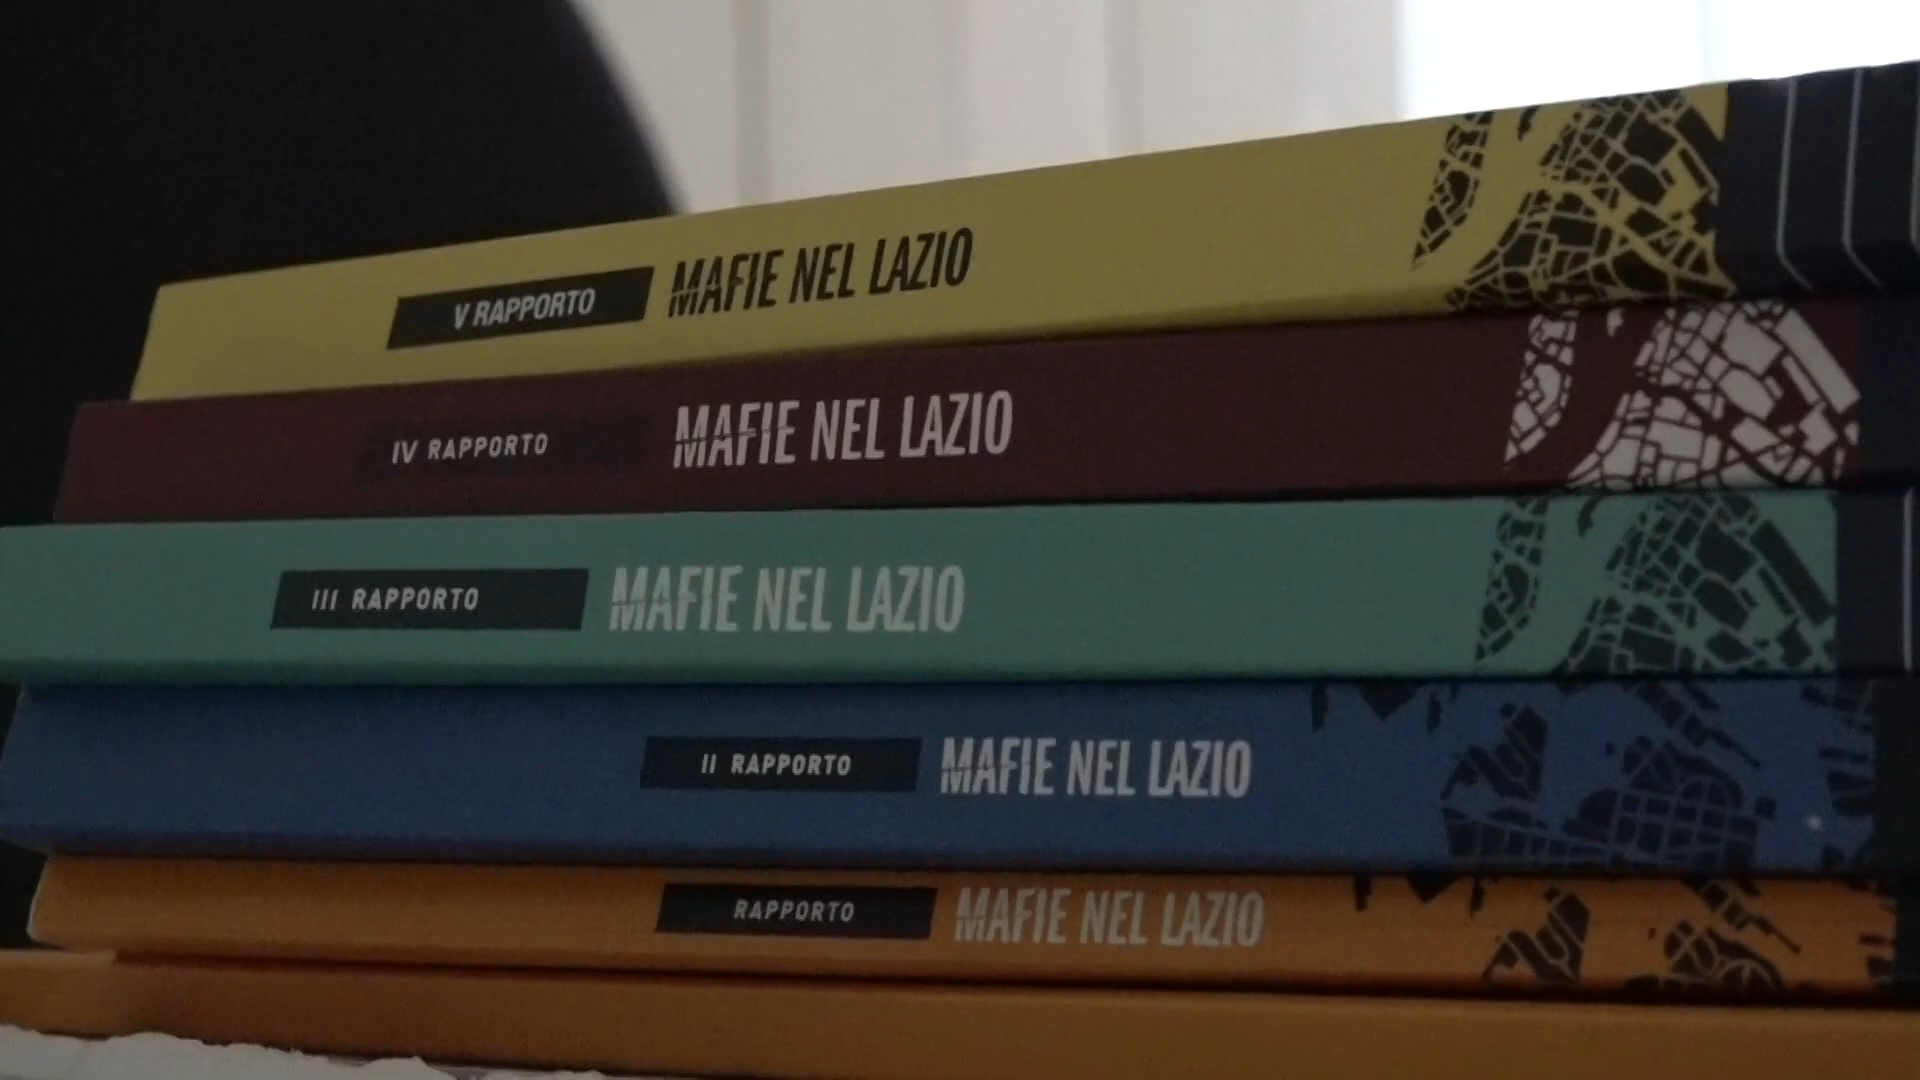 V RAPPORTO MAFIE NEL LAZIO
IV RAPPORTO MAFIE NEL LAZIO
III RAPPORTO MAFIE NEL LAZIO
II RAPPORTO MAFIE NEL LAZIO
RAPPORTO MAFIE NEL LAZIO